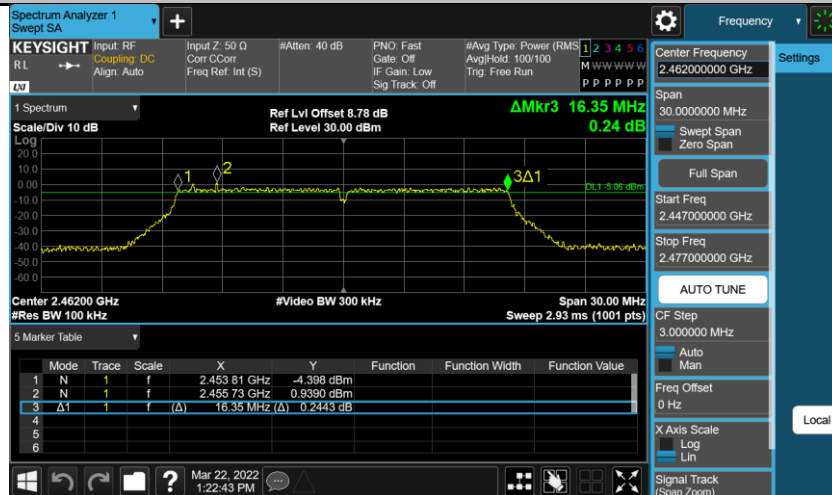 Spectrum Analyzer 1
Swept SA
Frequency
KEYSIGHT
RL
LXI
Input: RF
Coupling: DC
Align: Auto
Input Z: 50 Ω
Corr CCorr
Freq Ref: Int (S)
#Atten: 40 dB
PNO: Fast
Gate: Off
IF Gain: Low
Sig Track: Off
#Avg Type: Power (RMS
Avg|Hold: 100/100
Trig: Free Run
1 2 3 4 5 6
M W W W W W
P P P P P P
1 Spectrum
Scale/Div 10 dB
Ref Lvl Offset 8.78 dB
Ref Level 30.00 dBm
ΔMkr3 16.35 MHz
0.24 dB
Log
20.0
10.0
0.00
-10.0
-20.0
-30.0
-40.0
-50.0
-60.0
1
2
3Δ1
DL1 -5.06 dBm
Center 2.46200 GHz
#Video BW 300 kHz
Span 30.00 MHz
#Res BW 100 kHz
Sweep 2.93 ms (1001 pts)
5 Marker Table
Mode Trace Scale X Y Function Function Width Function Value
1 N 1 f 2.453 81 GHz -4.398 dBm
2 N 1 f 2.455 73 GHz 0.9390 dBm
3 Δ1 1 f (Δ) 16.35 MHz (Δ) 0.2443 dB
4
5
6
?
Mar 22, 2022
1:22:43 PM
Center Frequency
2.462000000 GHz
Span
30.0000000 MHz
Swept Span
Zero Span
Full Span
Start Freq
2.447000000 GHz
Stop Freq
2.477000000 GHz
AUTO TUNE
CF Step
3.000000 MHz
Auto
Man
Freq Offset
0 Hz
X Axis Scale
Log
Lin
Signal Track
(Span Zoom)
Settings
Local